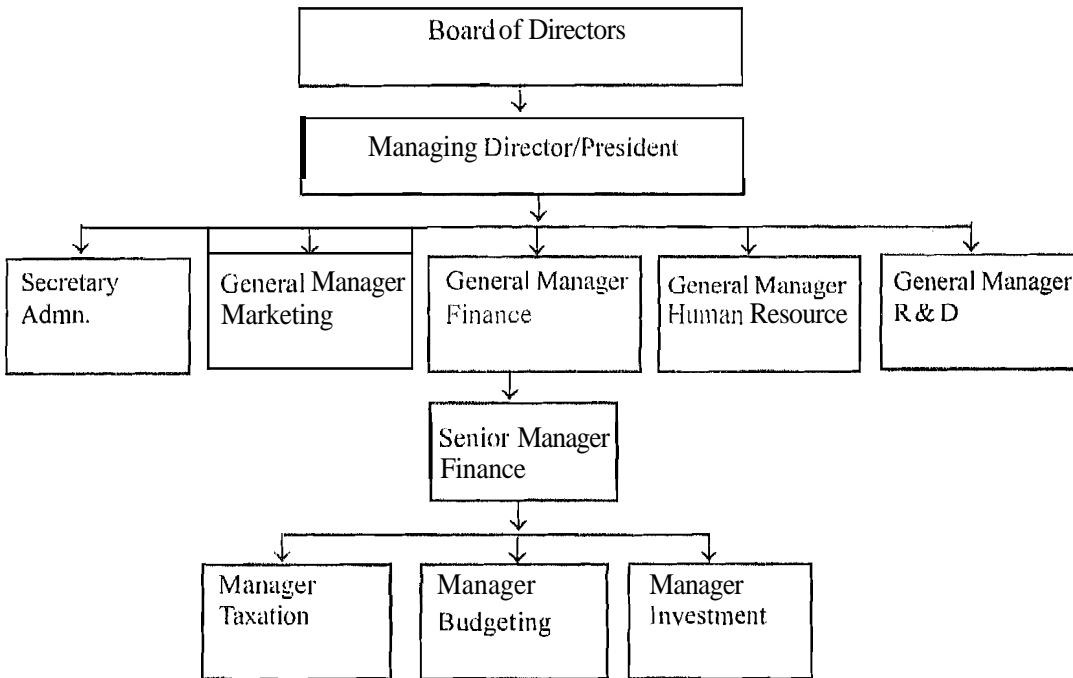 Board of Directors
Managing Director/President
Secretary
Admn.
General Manager
Marketing
General Manager
Finance
General Manager
Human Resource
General Manager
R & D
Senior Manager
Finance
Manager
Taxation
Manager
Budgeting
Manager
Investment